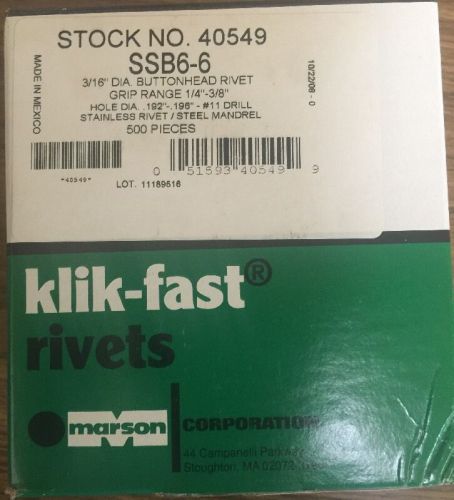 STOCK NO. 40549
SSB6-6
3/16" DIA. BUTTONHEAD RIVET
GRIP RANGE 1/4"-3/8"
HOLE DIA. .192"-.196" - #11 DRILL
STAINLESS RIVET / STEEL MANDREL
500 PIECES
MADE IN MEXICO
10/22/08 - 0
*40549*
LOT. 11189516
0 51593 40549 9
klik-fast®
rivets
marson CORPORATION
44 Campanelli Parkway
Stoughton, MA 02072